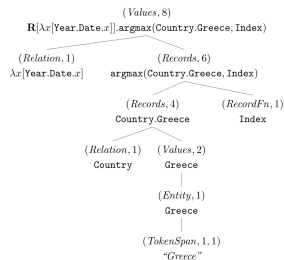 (Values, 8)
R[λx[Year.Date.x]].argmax(Country.Greece, Index)
(Relation, 1) (Records, 6)
λx[Year.Date.x] argmax(Country.Greece, Index)
(Records, 4) (RecordFn, 1)
Country.Greece Index
(Relation, 1) (Values, 2)
Country Greece
(Entity, 1)
Greece
(TokenSpan, 1, 1)
“Greece”